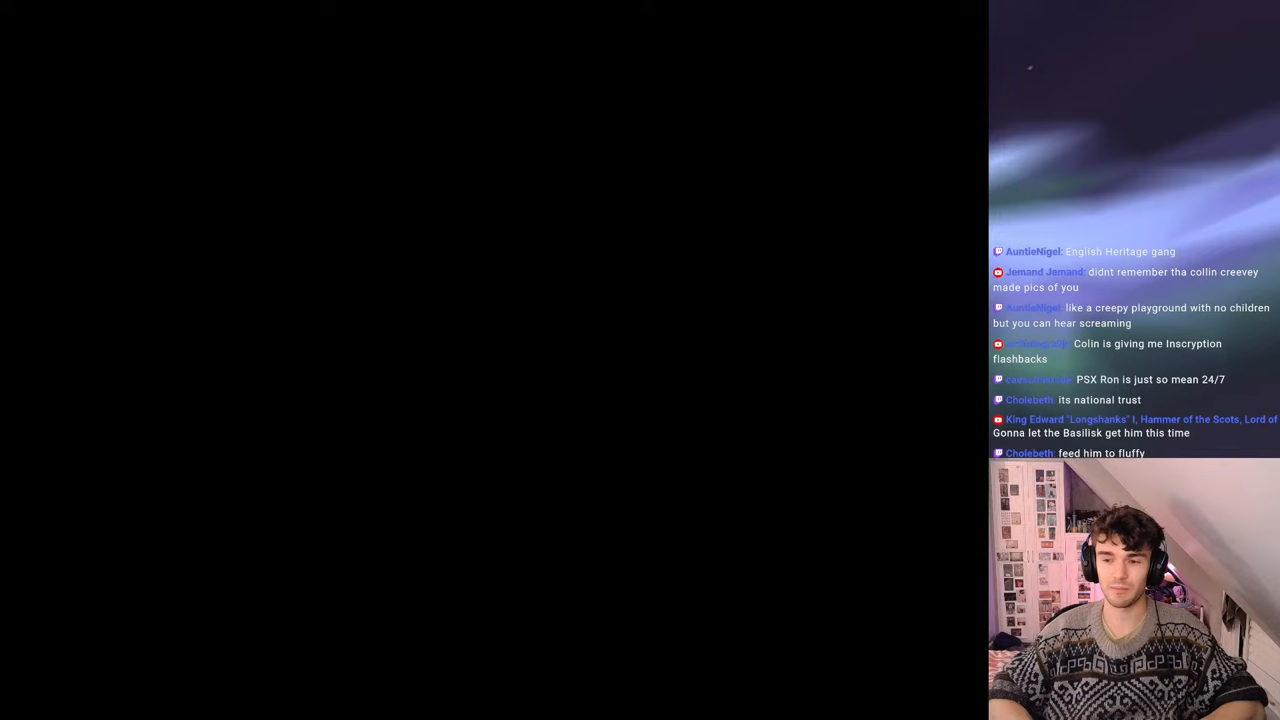 AuntieNigel: English Heritage gang
Jemand Jemand: didnt remember tha collin creevey
made pics of you
AuntieNigel: like a creepy playground with no children
but you can hear screaming
Colin is giving me Inscryption
flashbacks
PSX Ron is just so mean 24/7
Cholebeth: its national trust
King Edward "Longshanks" I, Hammer of the Scots, Lord of
Gonna let the Basilisk get him this time
Cholebeth: feed him to fluffy